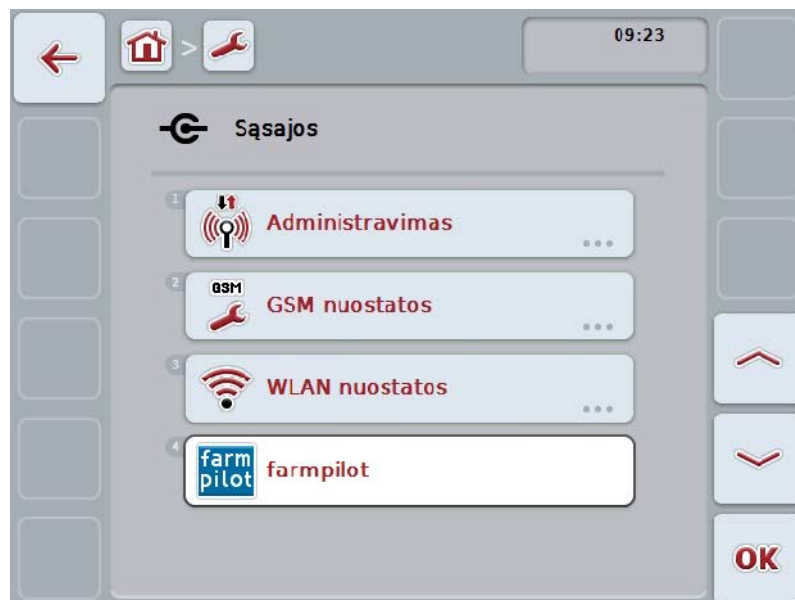 >
09:23
Sąsajos
1
Administravimas
...
2
GSM
GSM nuostatos
...
3
WLAN nuostatos
...
4
farm
pilot
farmpilot
OK